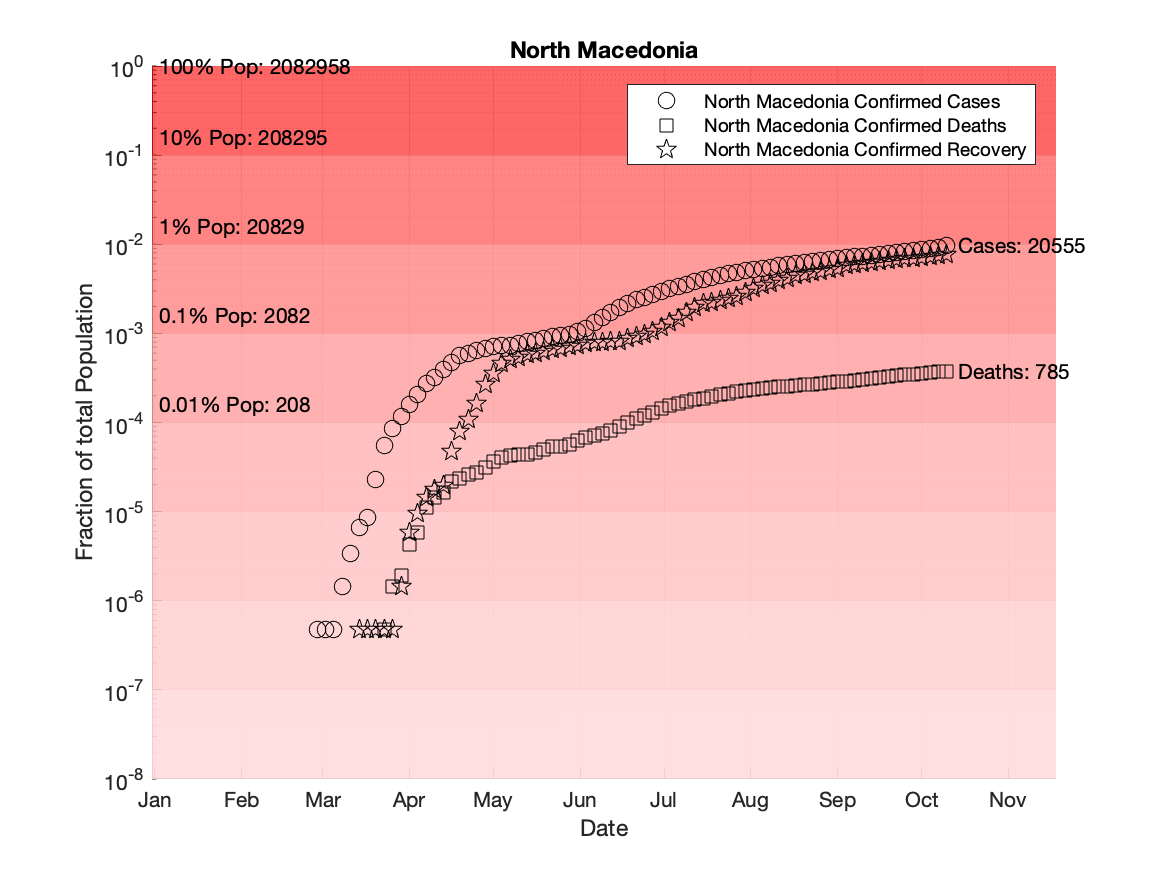 North Macedonia
10^0
100% Pop: 2082958
North Macedonia Confirmed Cases
North Macedonia Confirmed Deaths
North Macedonia Confirmed Recovery
10% Pop: 208295
10^-1
1% Pop: 20829
10^-2
Cases: 20555
0.1% Pop: 2082
10^-3
Deaths: 785
0.01% Pop: 208
10^-4
10^-5
10^-6
10^-7
10^-8
Fraction of total Population
Jan Feb Mar Apr May Jun Jul Aug Sep Oct Nov
Date